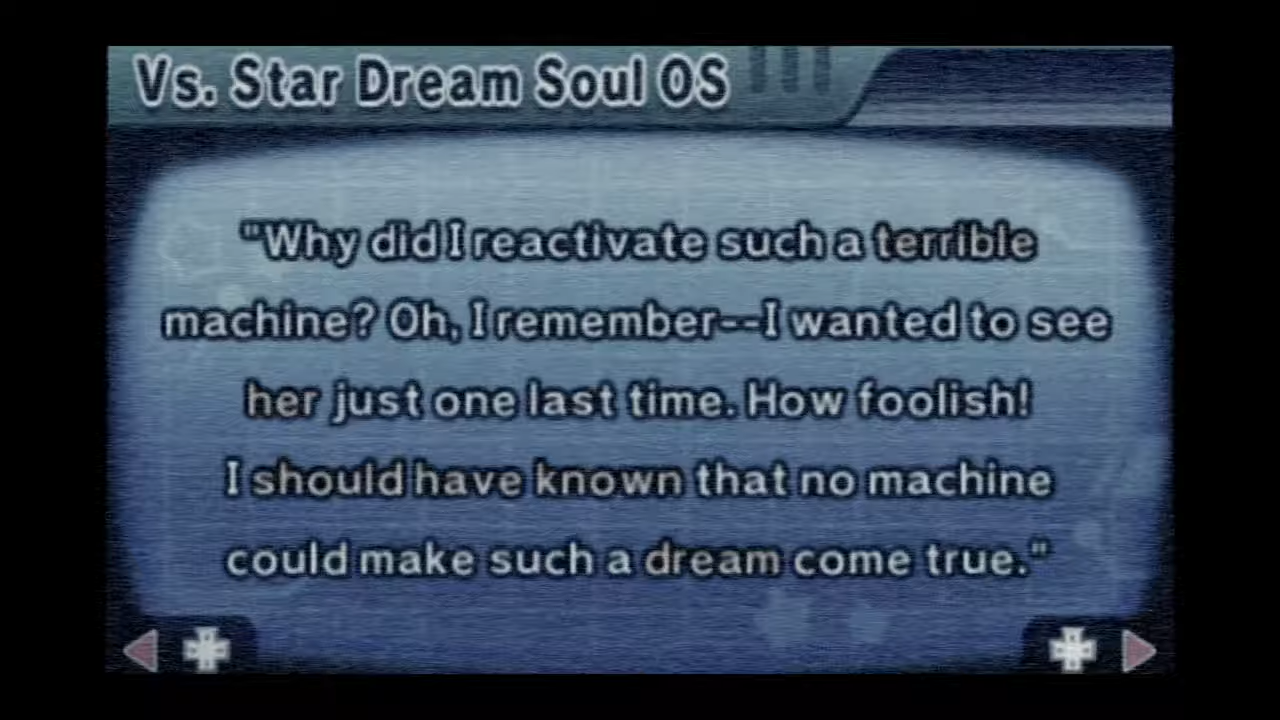 Vs. Star Dream Soul OS
"Why did I reactivate such a terrible
machine? Oh, I remember--I wanted to see
her just one last time. How foolish!
I should have known that no machine
could make such a dream come true."